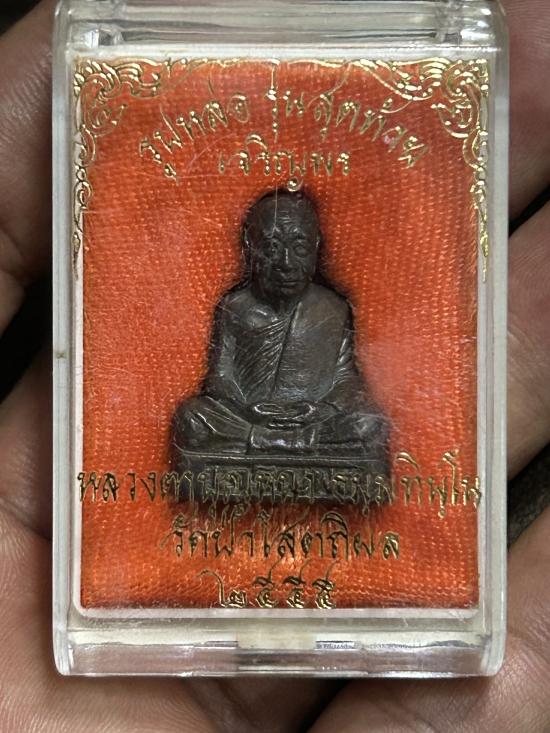 รูปหล่อ รุ่นสุดท้าย
เจริญพร
หลวงตาบุญหนา ธมฺมทินฺโน
วัดป่าโสตถิผล
๒๕๕๕